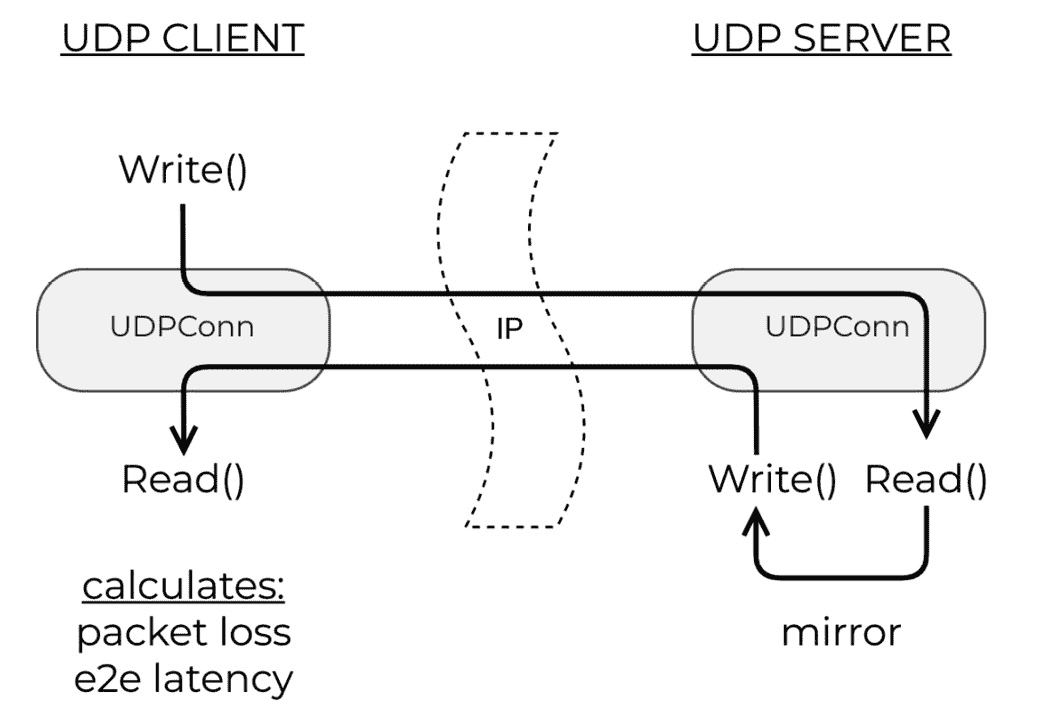 UDP CLIENT
UDP SERVER
Write()
UDPConn
IP
UDPConn
Read()
Write()
Read()
calculates:
packet loss
e2e latency
mirror